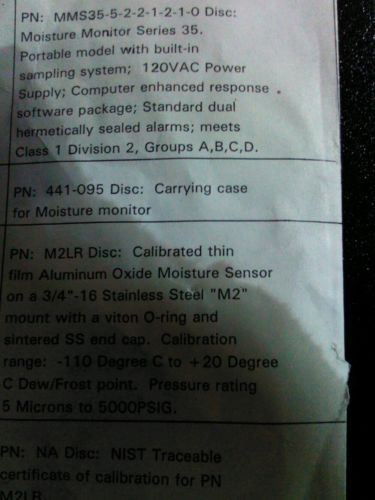 PN: MMS35-5-2-2-1-2-1-0 Disc:
Moisture Monitor Series 35.
Portable model with built-in
sampling system; 120VAC Power
Supply; Computer enhanced response .
software package; Standard dual
hermetically sealed alarms; meets
Class 1 Division 2, Groups A,B,C,D.
PN: 441-095 Disc: Carrying case
for Moisture monitor
PN: M2LR Disc: Calibrated thin
film Aluminum Oxide Moisture Sensor
on a 3/4"-16 Stainless Steel "M2"
mount with a viton O-ring and
sintered SS end cap. Calibration
range: -110 Degree C to +20 Degree
C Dew/Frost point. Pressure rating
5 Microns to 5000PSIG.
PN: NA Disc: NIST Traceable
certificate of calibration for PN
M2LR.